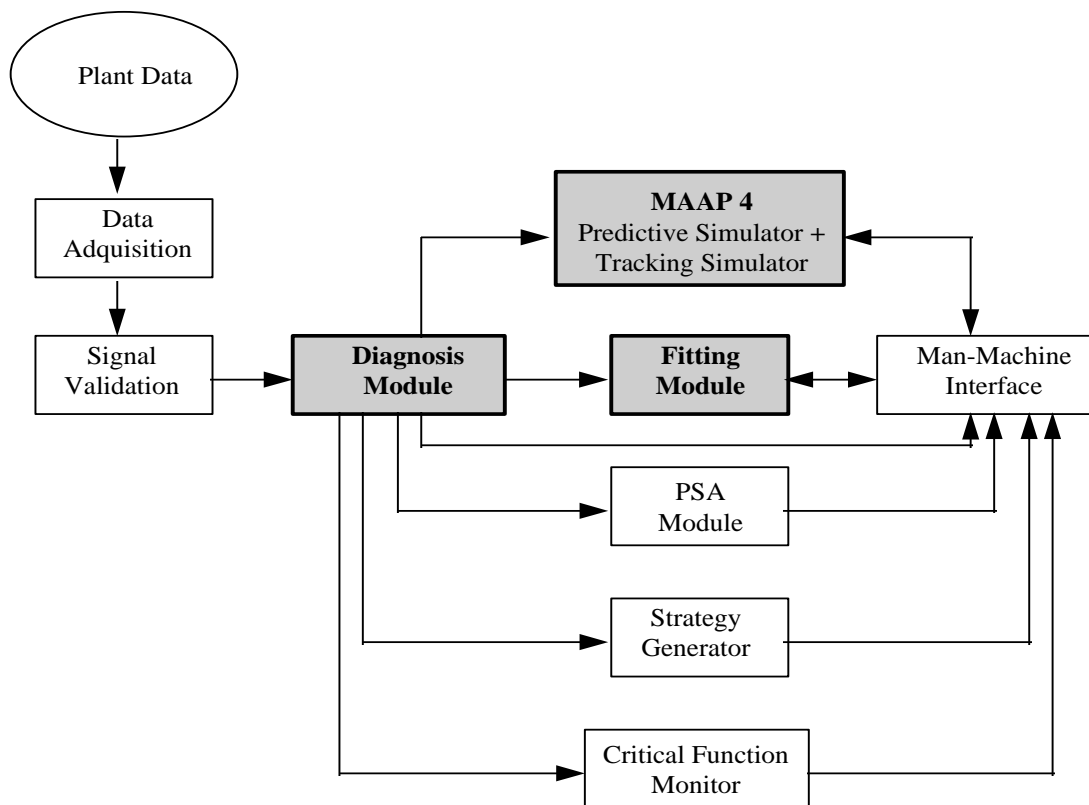 Plant Data
Data
Adquisition
Signal
Validation
Diagnosis
Module
MAAP 4
Predictive Simulator +
Tracking Simulator
Fitting
Module
Man-Machine
Interface
PSA
Module
Strategy
Generator
Critical Function
Monitor